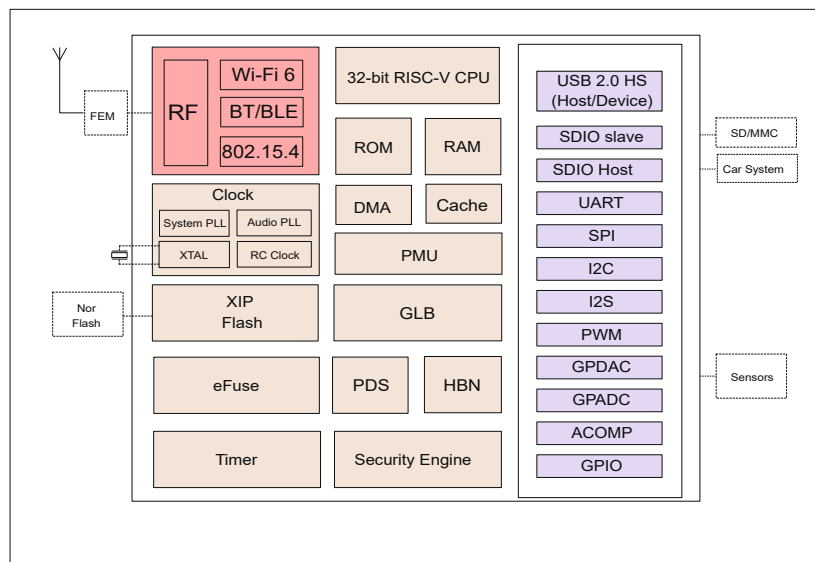 FEM
RF
Wi-Fi 6
BT/BLE
802.15.4
Clock
System PLL
Audio PLL
XTAL
RC Clock
Nor
Flash
XIP
Flash
eFuse
Timer
32-bit RISC-V CPU
ROM
RAM
DMA
Cache
PMU
GLB
PDS
HBN
Security Engine
USB 2.0 HS
(Host/Device)
SDIO slave
SDIO Host
UART
SPI
I2C
I2S
PWM
GPDAC
GPADC
ACOMP
GPIO
SD/MMC
Car System
Sensors